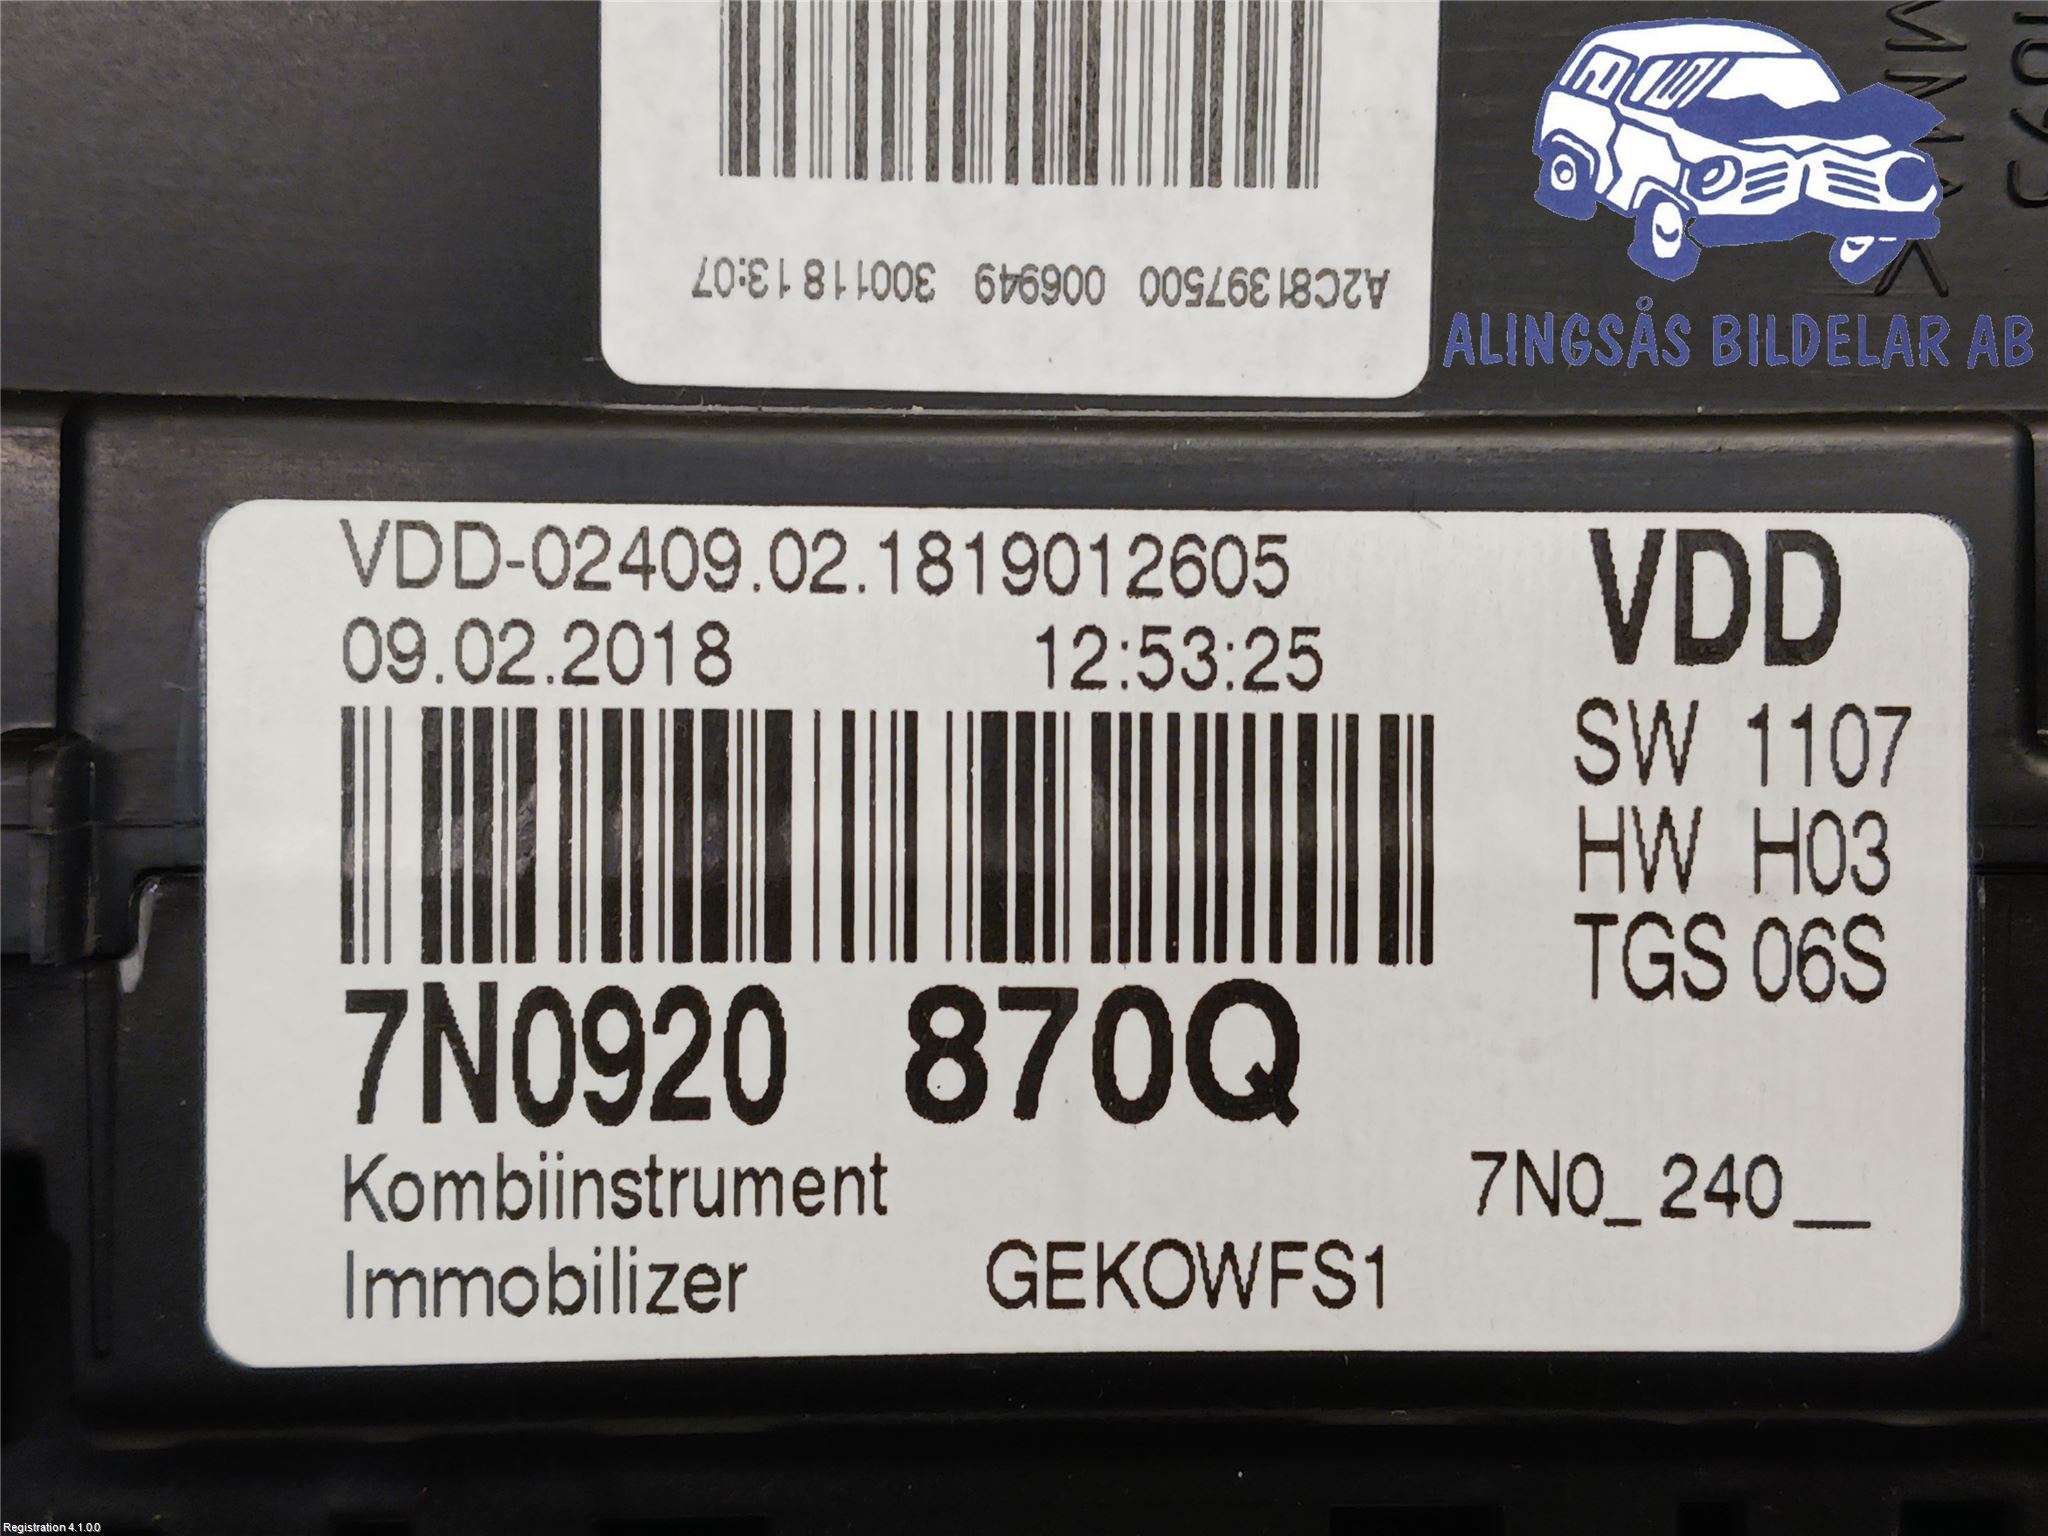 A2C81397500 006949 300118 13:07
ALINGSÅS BILDELAR AB
VDD-02409.02.1819012605
09.02.2018 12:53:25
VDD
SW 1107
HW H03
TGS 06S
7N0920 870Q
Kombiinstrument
7N0_240__
Immobilizer
GEKOWFS1
Registration 4.1.0.0